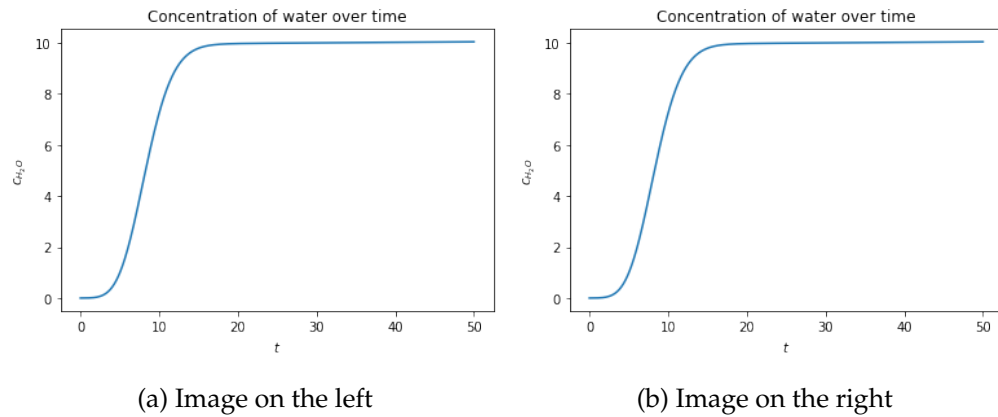 Concentration of water over time
10
8
6
4
2
0
c_{H_2O}
0 10 20 30 40 50
t
(a) Image on the left
Concentration of water over time
10
8
6
4
2
0
c_{H_2O}
0 10 20 30 40 50
t
(b) Image on the right